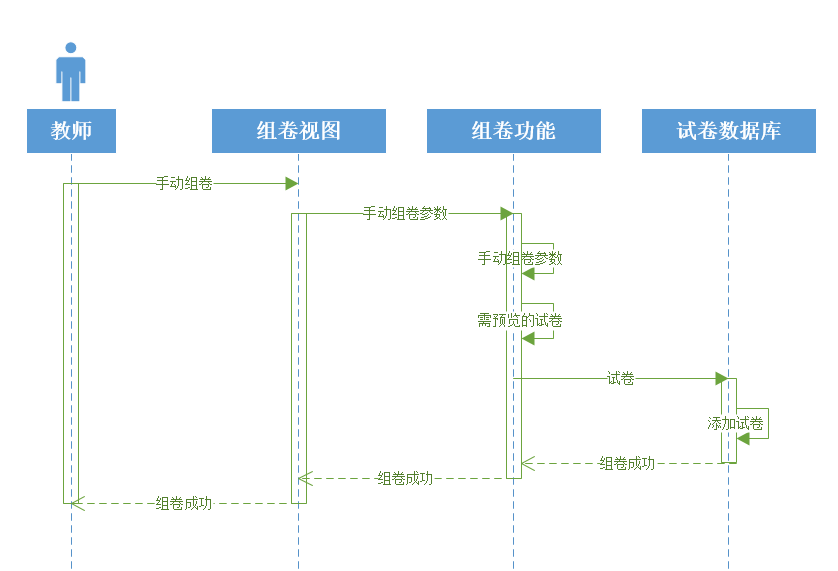 教师
组卷视图
组卷功能
试卷数据库
手动组卷
手动组卷参数
手动组卷参数
需预览的试卷
试卷
添加试卷
组卷成功
组卷成功
组卷成功